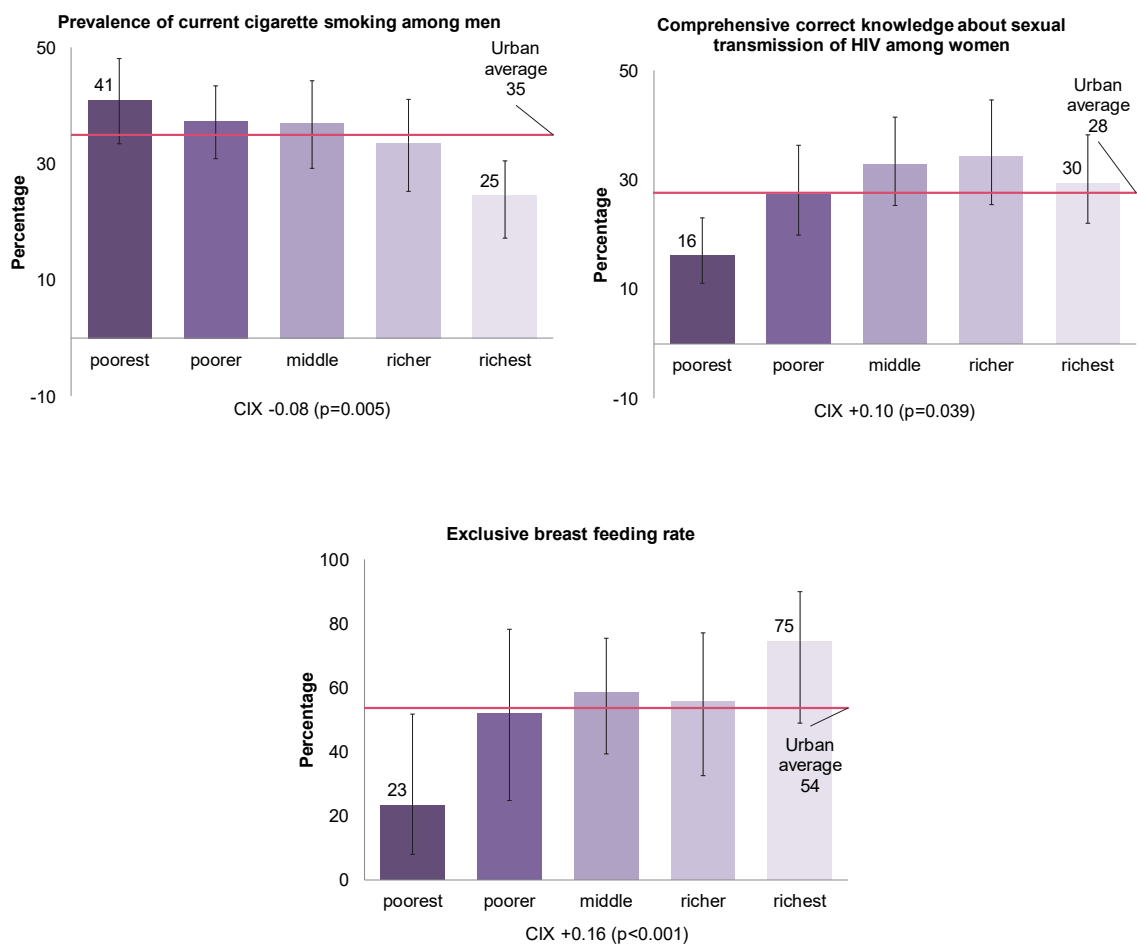 Prevalence of current cigarette smoking among men
50
30
10
-10
Percentage
41
25
Urban
average
35
poorest poorer middle richer richest
CIX -0.08 (p=0.005)
Comprehensive correct knowledge about sexual
transmission of HIV among women
50
30
10
-10
Percentage
16
30
Urban
average
28
poorest poorer middle richer richest
CIX +0.10 (p=0.039)
Exclusive breast feeding rate
100
80
60
40
20
0
Percentage
23
75
Urban
average
54
poorest poorer middle richer richest
CIX +0.16 (p<0.001)